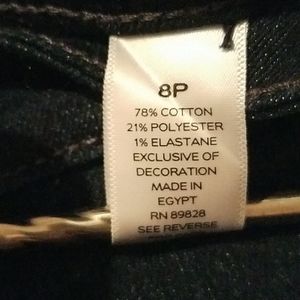 8P
78% COTTON
21% POLYESTER
1% ELASTANE
EXCLUSIVE OF
DECORATION
MADE IN
EGYPT
RN 89828
SEE REVERSE